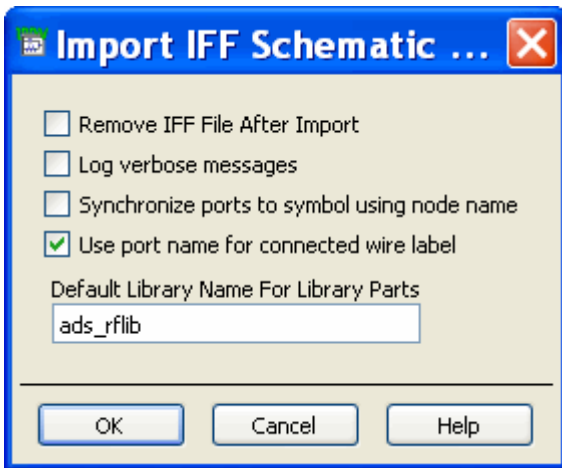 Import IFF Schematic ...
Remove IFF File After Import
Log verbose messages
Synchronize ports to symbol using node name
Use port name for connected wire label
Default Library Name For Library Parts
ads_rflib
OK Cancel Help